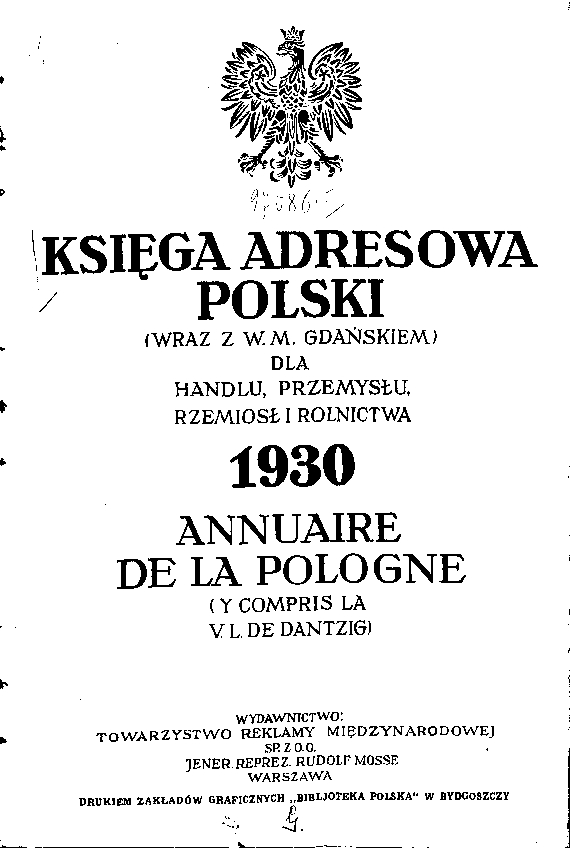 KSIĘGA ADRESOWA
POLSKI
(WRAZ Z W.M. GDAŃSKIEM)
DLA
HANDLU, PRZEMYSŁU,
RZEMIOSŁ I ROLNICTWA
1930
ANNUAIRE
DE LA POLOGNE
(Y COMPRIS LA
V.L. DE DANTZIG)
WYDAWNICTWO:
TOWARZYSTWO REKLAMY MIĘDZYNARODOWEJ
SP. Z O.O.
JENER. REPREZ. RUDOLF MOSSE
WARSZAWA
DRUKIEM ZAKŁADÓW GRAFICZNYCH „BIBLJOTEKA POLSKA" W BYDGOSZCZY